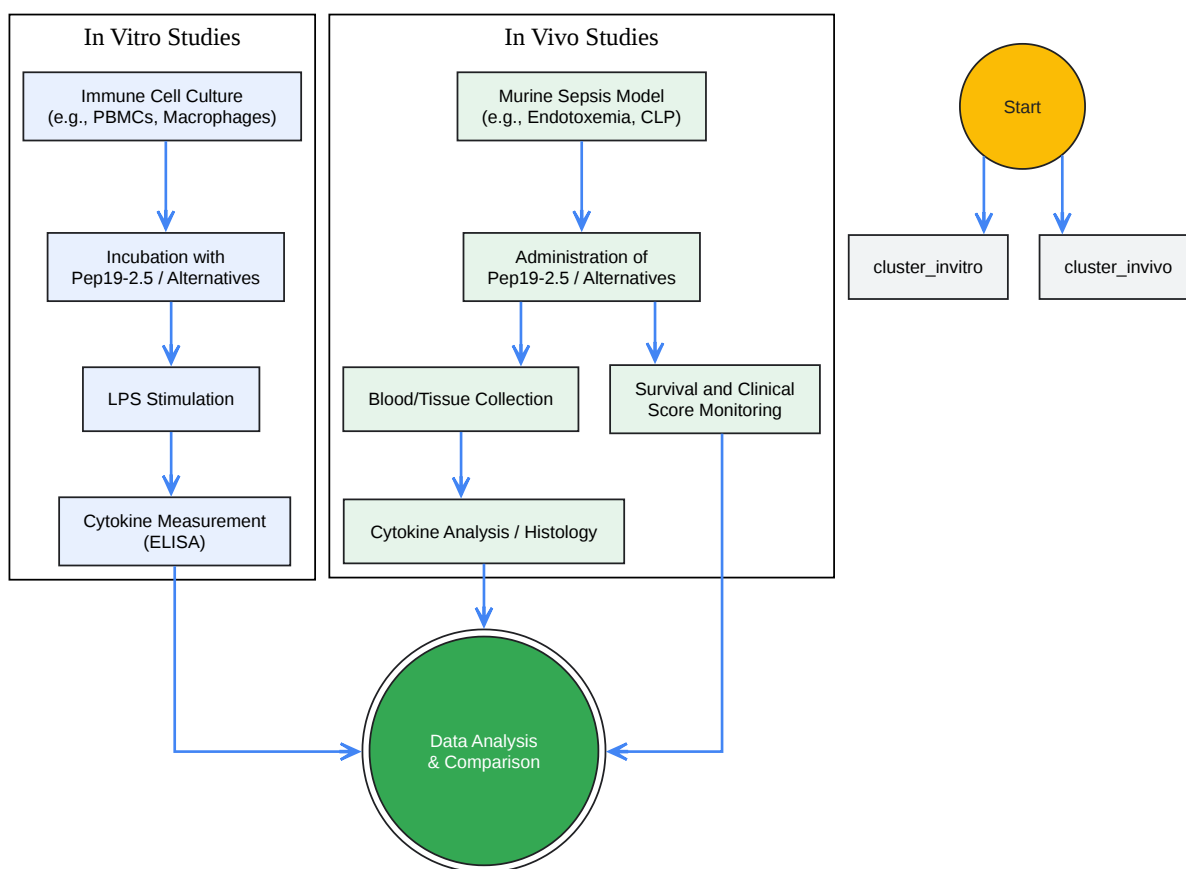 In Vitro Studies
Immune Cell Culture
(e.g., PBMCs, Macrophages)
Incubation with
Pep19-2.5 / Alternatives
LPS Stimulation
Cytokine Measurement
(ELISA)
In Vivo Studies
Murine Sepsis Model
(e.g., Endotoxemia, CLP)
Administration of
Pep19-2.5 / Alternatives
Blood/Tissue Collection
Survival and Clinical
Score Monitoring
Cytokine Analysis / Histology
Data Analysis
& Comparison
Start
cluster_invitro
cluster_invivo